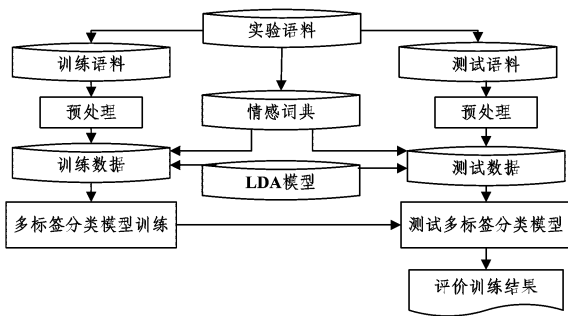 实验语料
训练语料
测试语料
预处理
情感词典
预处理
训练数据
测试数据
LDA模型
多标签分类模型训练
测试多标签分类模型
评价训练结果